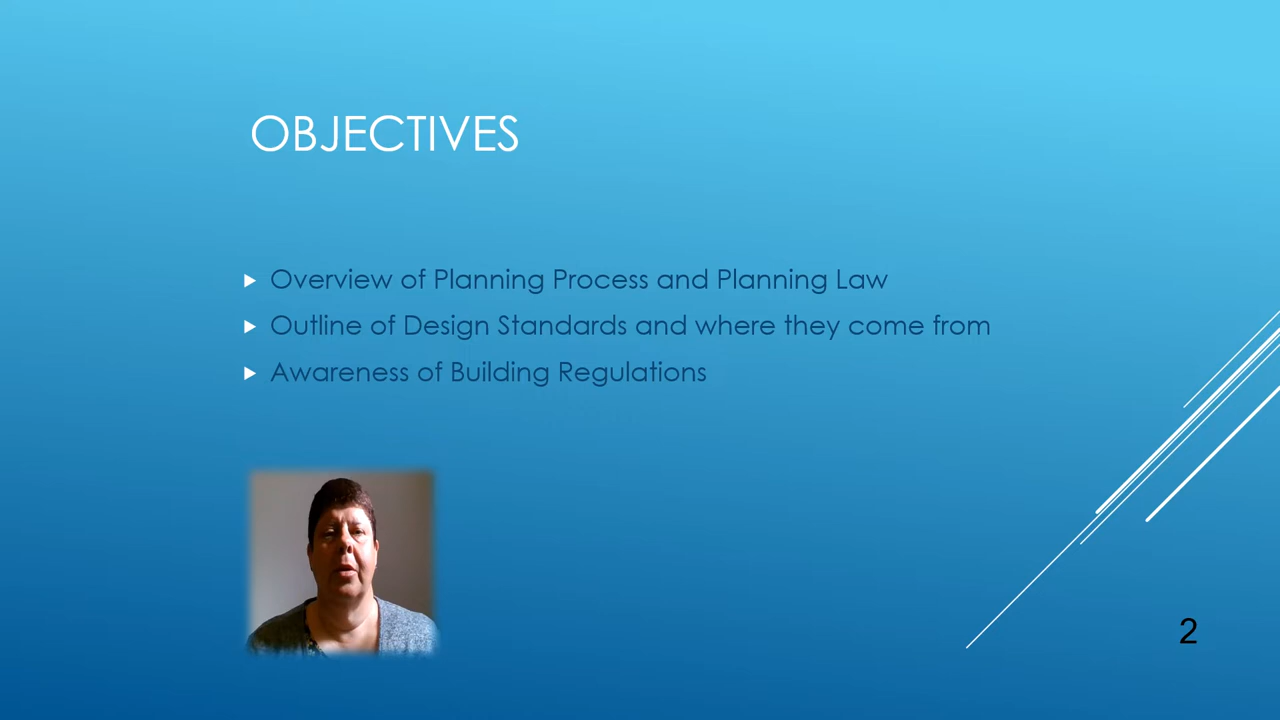 OBJECTIVES
Overview of Planning Process and Planning Law
Outline of Design Standards and where they come from
Awareness of Building Regulations
2